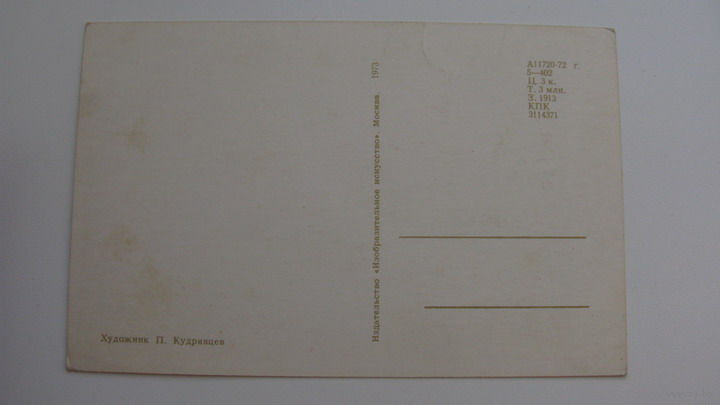 А11720-72 г.
5—402
Ц. 3 к.
Т. 3 млн.
З. 1913
КПК
3114371
Издательство «Изобразительное искусство». Москва. 1973
Художник П. Кудрявцев